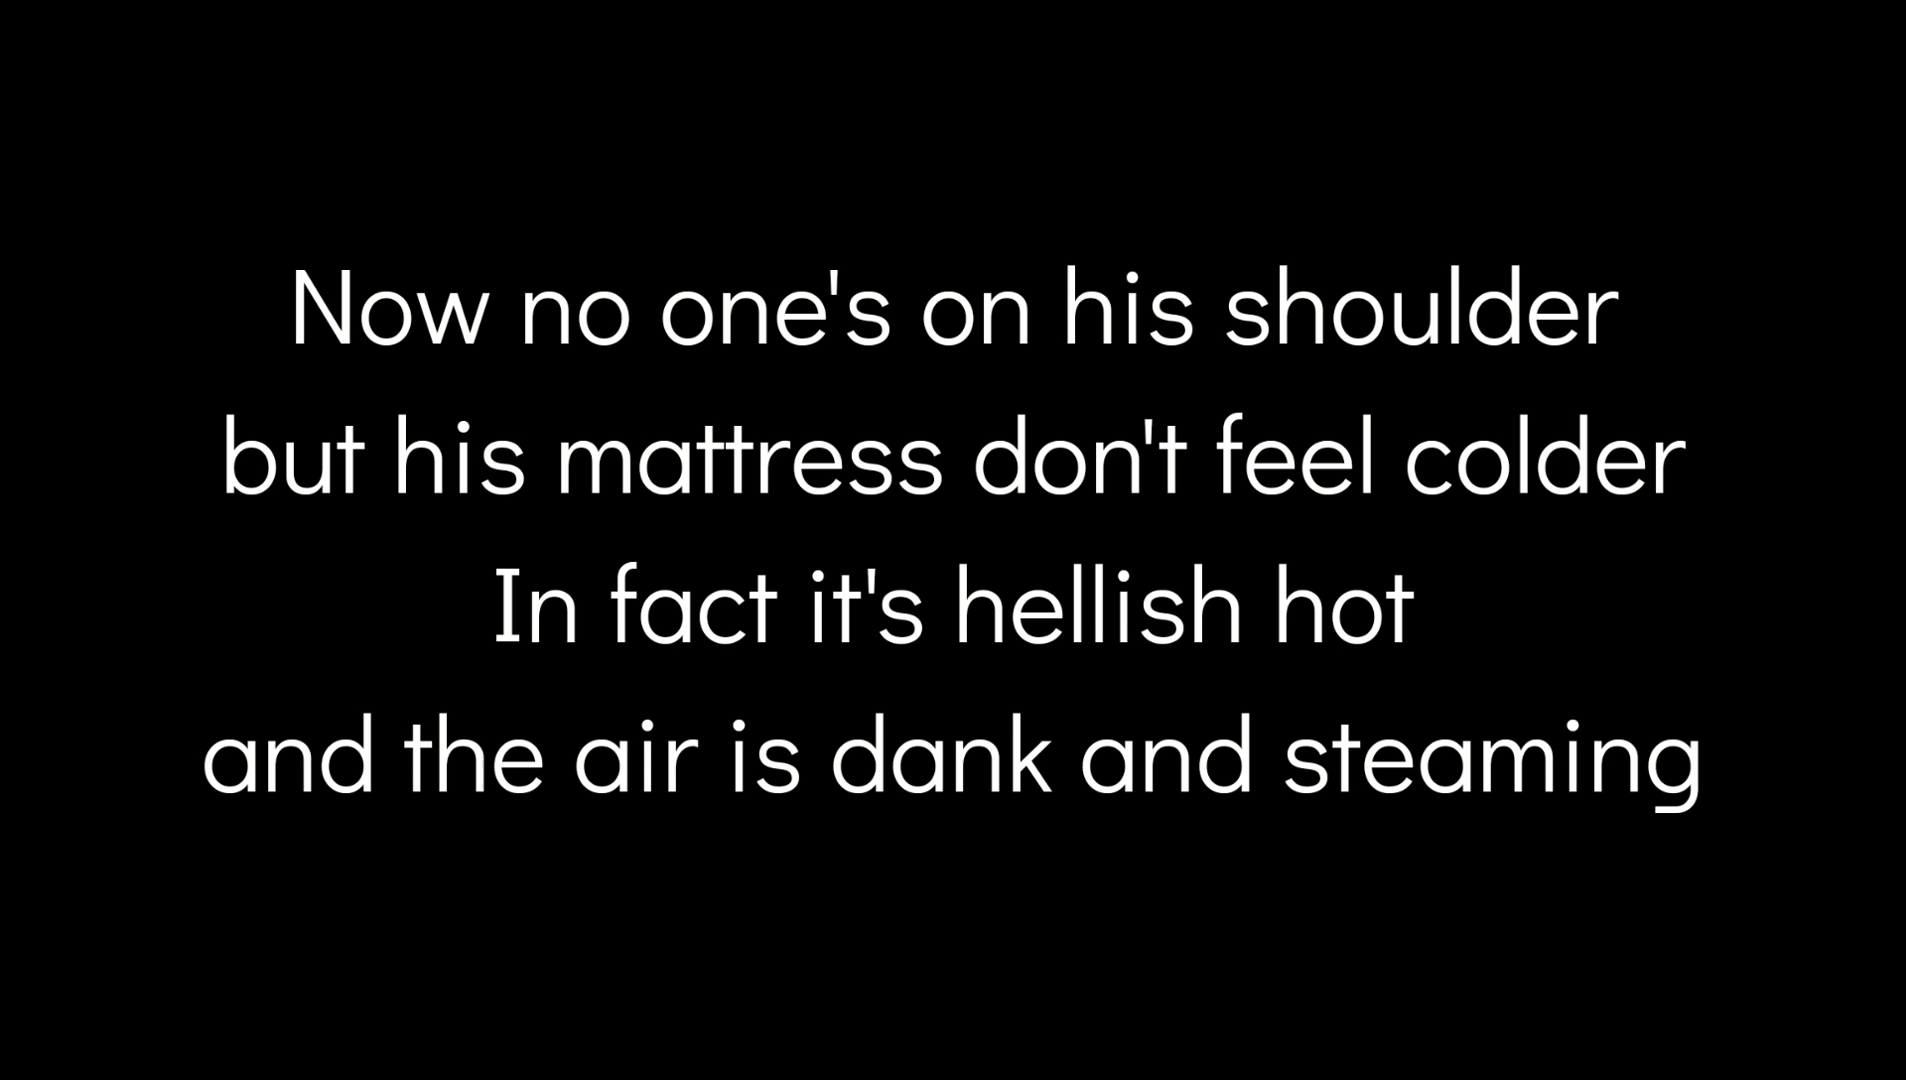 Now no one's on his shoulder
but his mattress don't feel colder
In fact it's hellish hot
and the air is dank and steaming